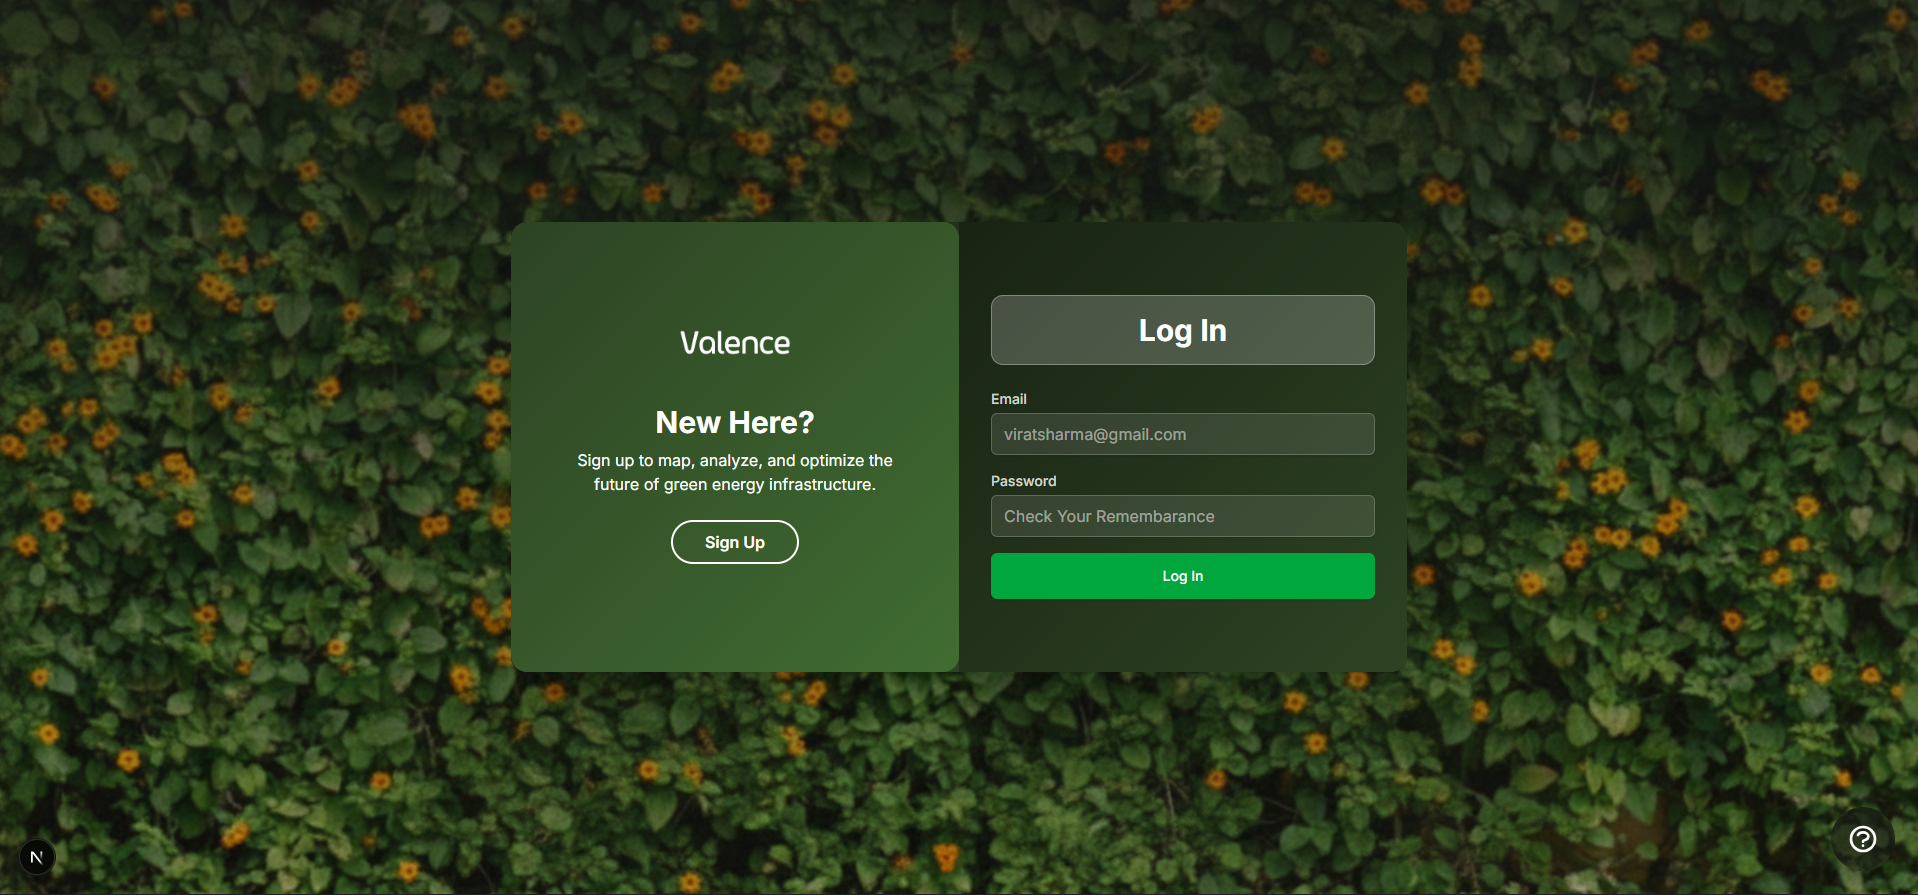 Valence
New Here?
Sign up to map, analyze, and optimize the
future of green energy infrastructure.
Sign Up
Log In
Email
viratsharma@gmail.com
Password
Check Your Remembarance
Log In
N
?